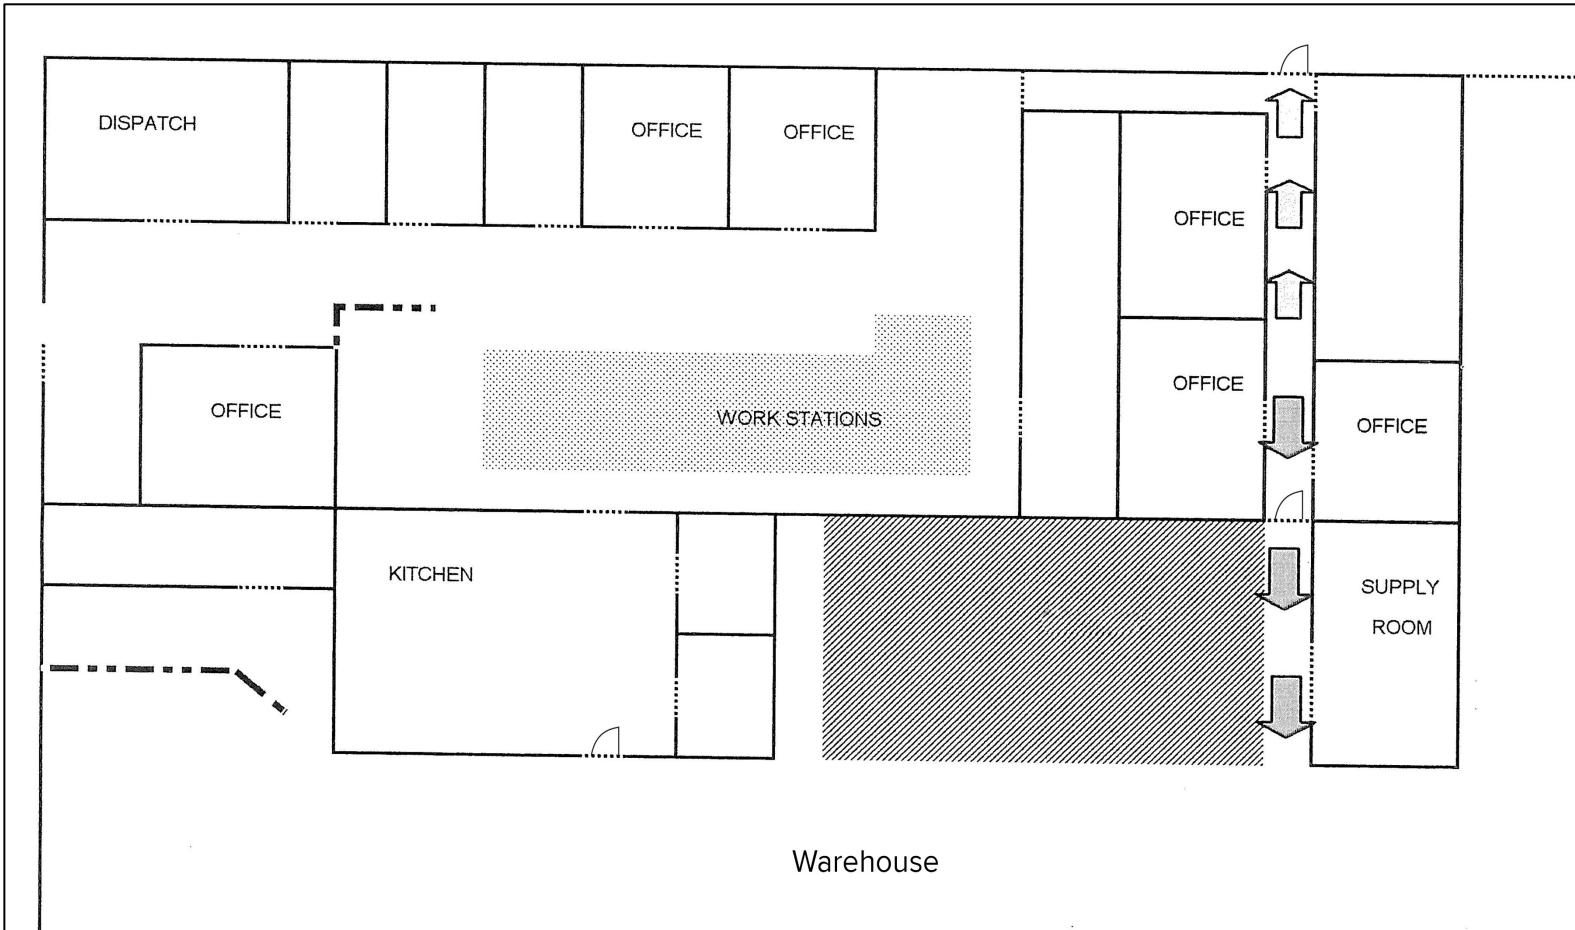 DISPATCH
OFFICE
OFFICE
OFFICE
OFFICE
WORK STATIONS
OFFICE
OFFICE
KITCHEN
SUPPLY
ROOM
Warehouse